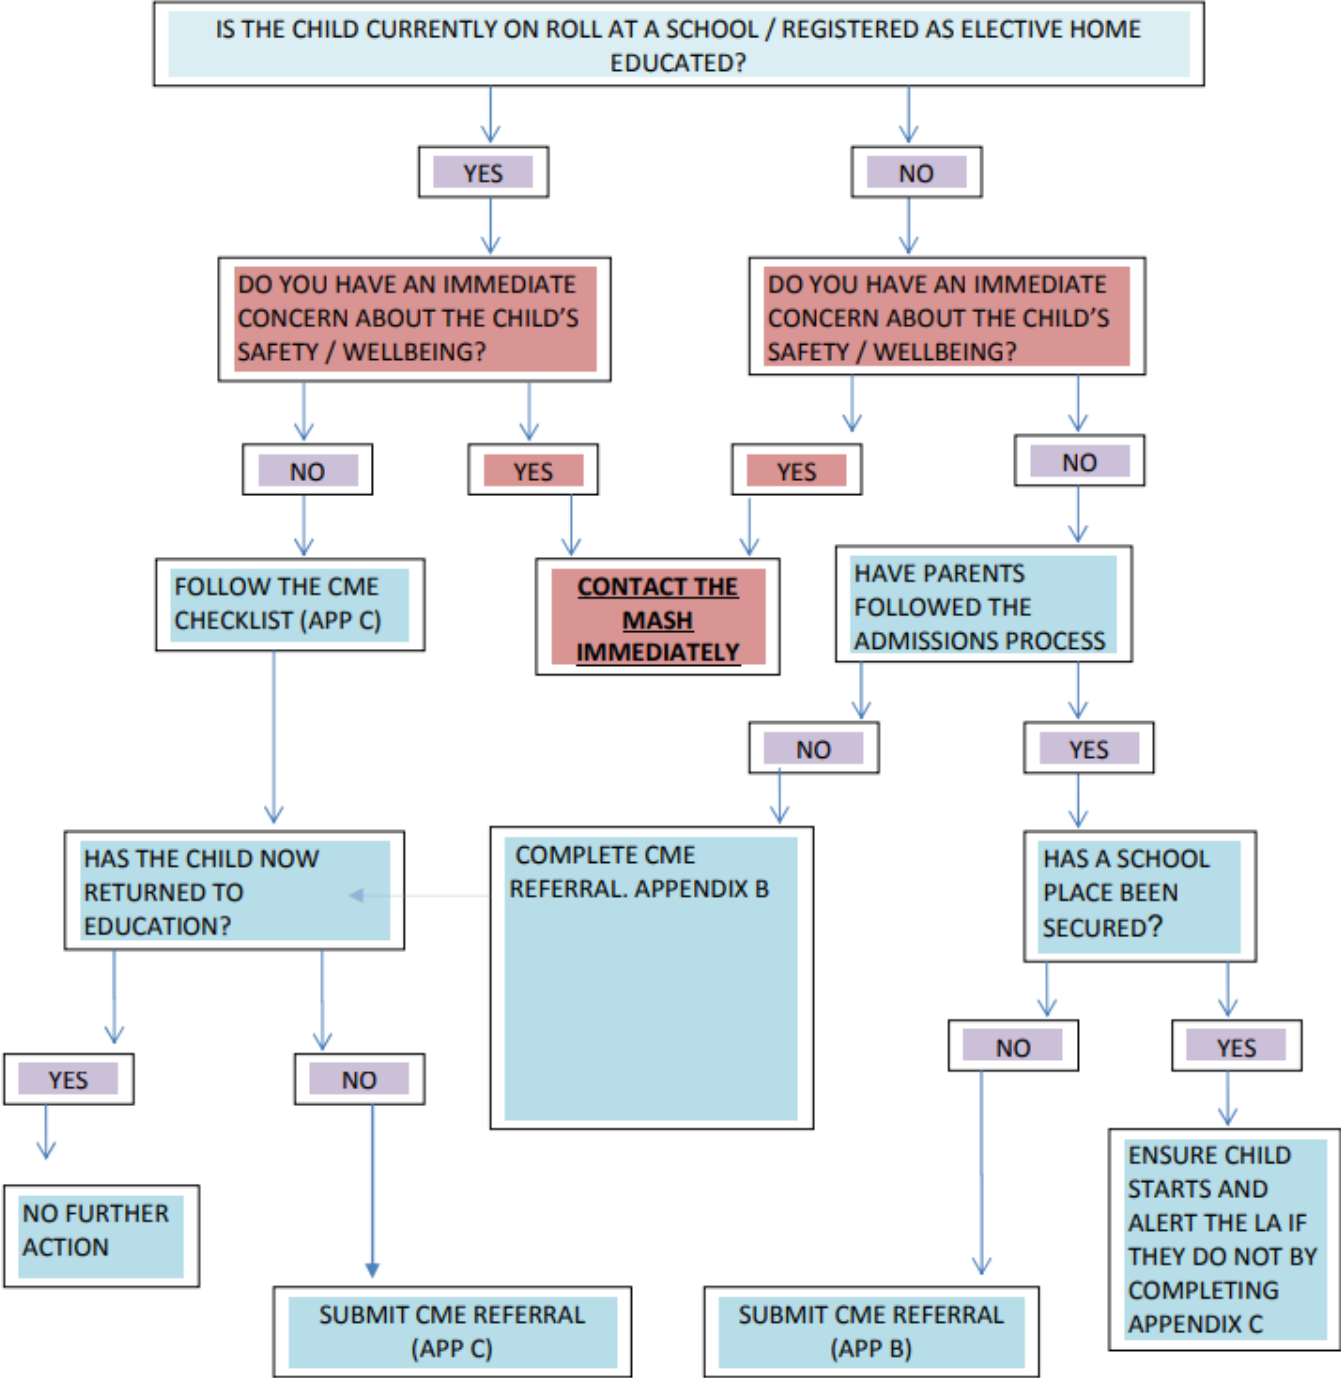 IS THE CHILD CURRENTLY ON ROLL AT A SCHOOL / REGISTERED AS ELECTIVE HOME
EDUCATED?
YES
NO
DO YOU HAVE AN IMMEDIATE
CONCERN ABOUT THE CHILD'S
SAFETY / WELLBEING?
DO YOU HAVE AN IMMEDIATE
CONCERN ABOUT THE CHILD'S
SAFETY / WELLBEING?
NO
YES
YES
NO
FOLLOW THE CME
CHECKLIST (APP C)
CONTACT THE
MASH
IMMEDIATELY
HAVE PARENTS
FOLLOWED THE
ADMISSIONS PROCESS
NO
YES
HAS THE CHILD NOW
RETURNED TO
EDUCATION?
COMPLETE CME
REFERRAL. APPENDIX B
HAS A SCHOOL
PLACE BEEN
SECURED?
YES
NO
NO
YES
NO FURTHER
ACTION
SUBMIT CME REFERRAL
(APP C)
SUBMIT CME REFERRAL
(APP B)
ENSURE CHILD
STARTS AND
ALERT THE LA IF
THEY DO NOT BY
COMPLETING
APPENDIX C